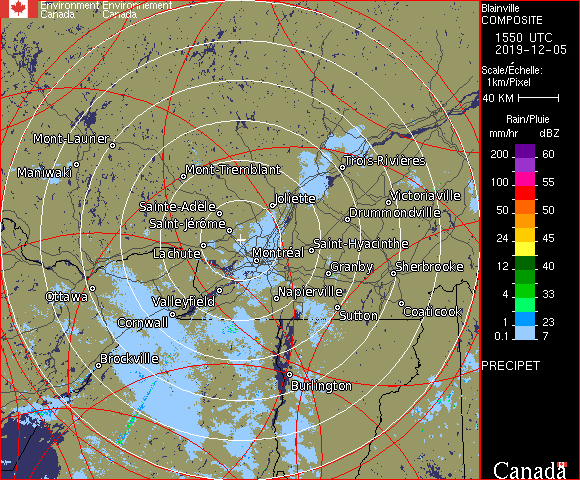 Environment Environnement
Canada Canada
Blainville
COMPOSITE
1550 UTC
2019-12-05
Scale/Échelle:
1km/Pixel
40 KM
Rain/Pluie
mm/hr dBZ
200 60
100 55
50 50
24 45
12 40
4 33
1 23
0.1 7
PRECIPET
Canada
Mont-Laurier
Maniwaki
Mont-Tremblant
Trois-Rivières
Joliette
Victoriaville
Sainte-Adèle
Drummondville
Saint-Jérôme
Saint-Hyacinthe
Lachute
Montréal
Granby
Sherbrooke
Ottawa
Valleyfield
Napierville
Coaticook
Cornwall
Sutton
Brockville
Burlington